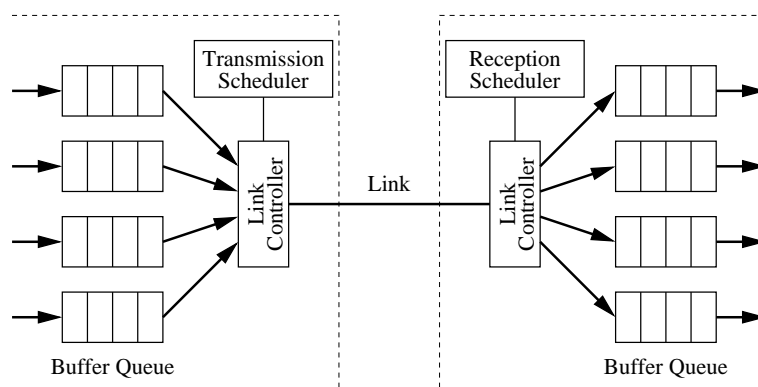 Transmission
Scheduler
Reception
Scheduler
Link
Controller
Link
Link
Controller
Buffer Queue
Buffer Queue